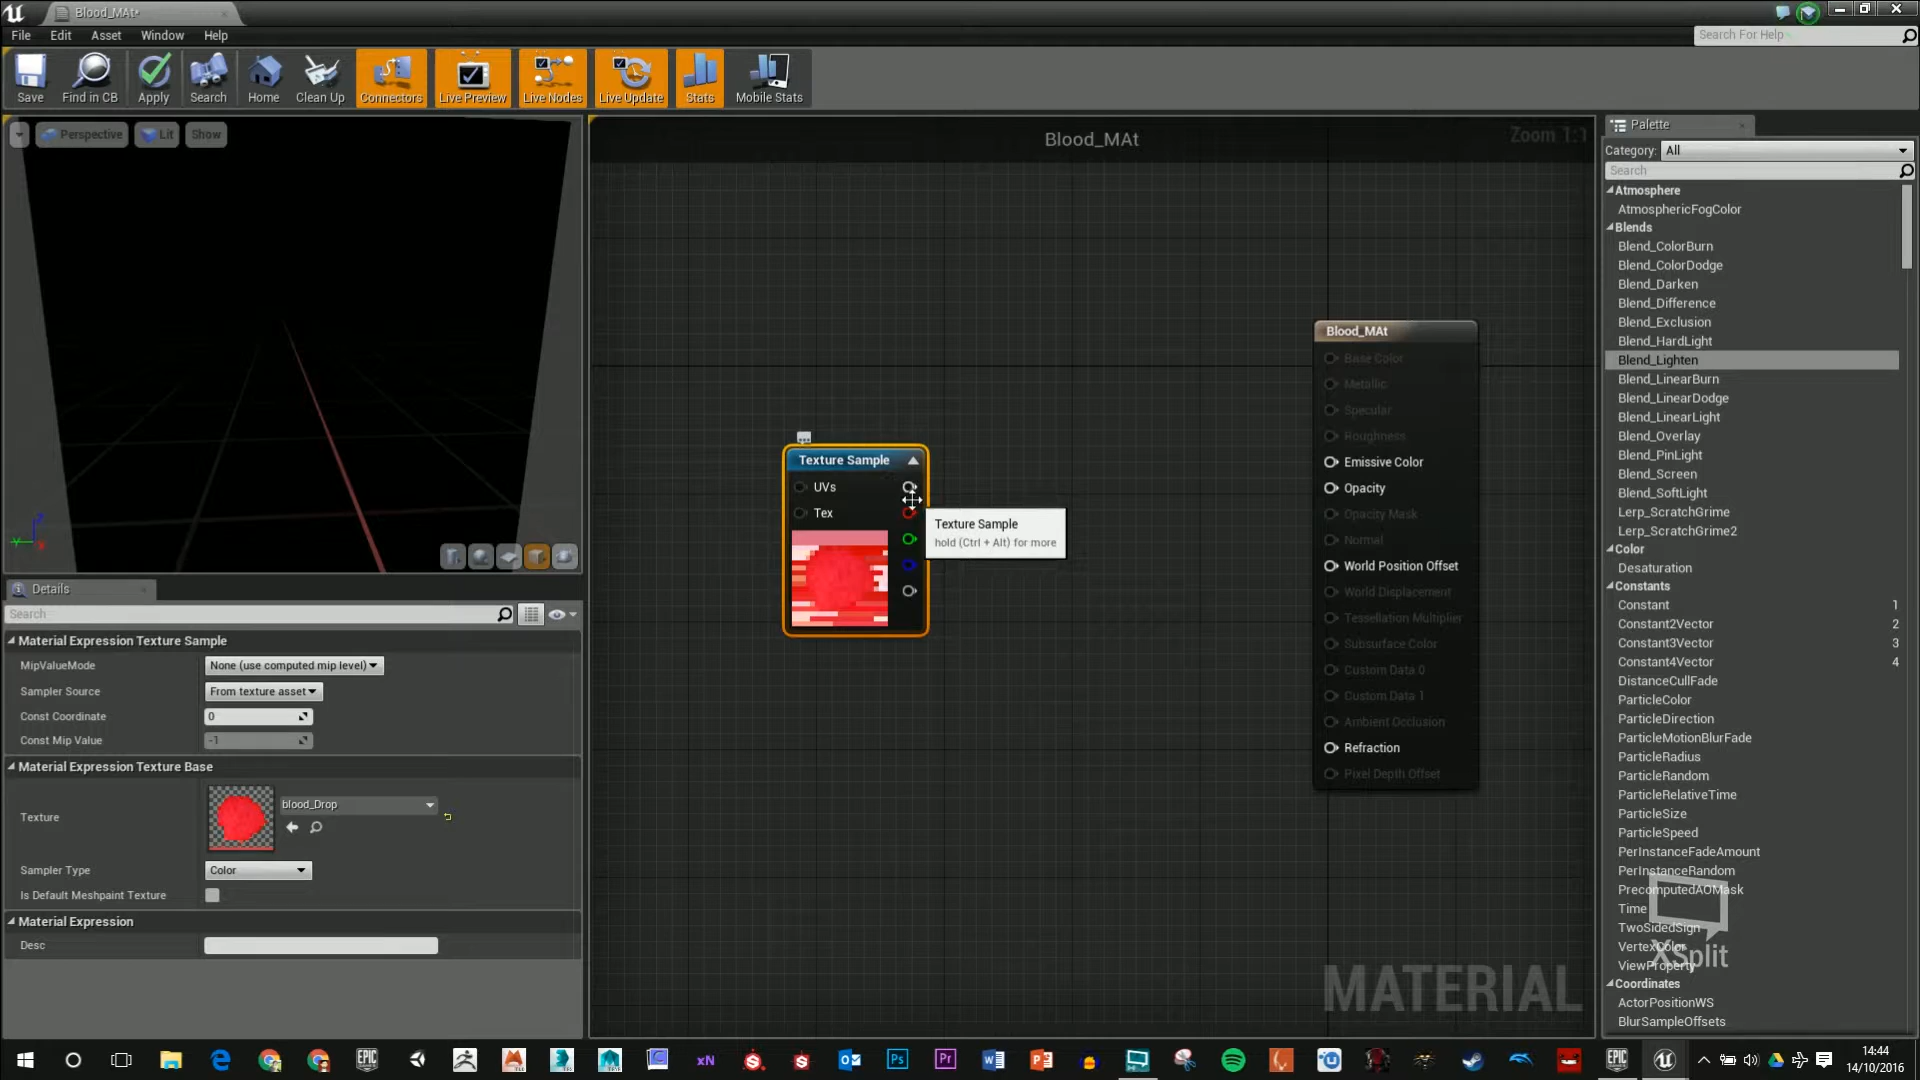 Blood_MAt*
File Edit Asset Window Help
Search For Help
Save Find in CB Apply Search Home Clean Up Connectors Live Preview Live Nodes Live Update Stats Mobile Stats
Perspective Lit Show
Blood_MAt
Zoom 1:1
Texture Sample
UVs
Tex
Texture Sample
hold (Ctrl + Alt) for more
Blood_MAt
Base Color
Metallic
Specular
Roughness
Emissive Color
Opacity
Opacity Mask
Normal
World Position Offset
World Displacement
Tessellation Multiplier
Subsurface Color
Custom Data 0
Custom Data 1
Ambient Occlusion
Refraction
Pixel Depth Offset
MATERIAL
Details
Search
Material Expression Texture Sample
MipValueMode None (use computed mip level)
Sampler Source From texture asset
Const Coordinate 0
Const Mip Value -1
Material Expression Texture Base
Texture blood_Drop
Sampler Type Color
Is Default Meshpaint Texture
Material Expression
Desc
Palette
Category: All
Search
Atmosphere
AtmosphericFogColor
Blends
Blend_ColorBurn
Blend_ColorDodge
Blend_Darken
Blend_Difference
Blend_Exclusion
Blend_HardLight
Blend_Lighten
Blend_LinearBurn
Blend_LinearDodge
Blend_LinearLight
Blend_Overlay
Blend_PinLight
Blend_Screen
Blend_SoftLight
Lerp_ScratchGrime
Lerp_ScratchGrime2
Color
Desaturation
Constants
Constant 1
Constant2Vector 2
Constant3Vector 3
Constant4Vector 4
DistanceCullFade
ParticleColor
ParticleDirection
ParticleMotionBlurFade
ParticleRadius
ParticleRandom
ParticleRelativeTime
ParticleSize
ParticleSpeed
PerInstanceFadeAmount
PerInstanceRandom
PrecomputedAOMask
Time
TwoSidedSign
VertexColor
ViewProperty
Coordinates
ActorPositionWS
BlurSampleOffsets
XSplit
14:44
14/10/2016